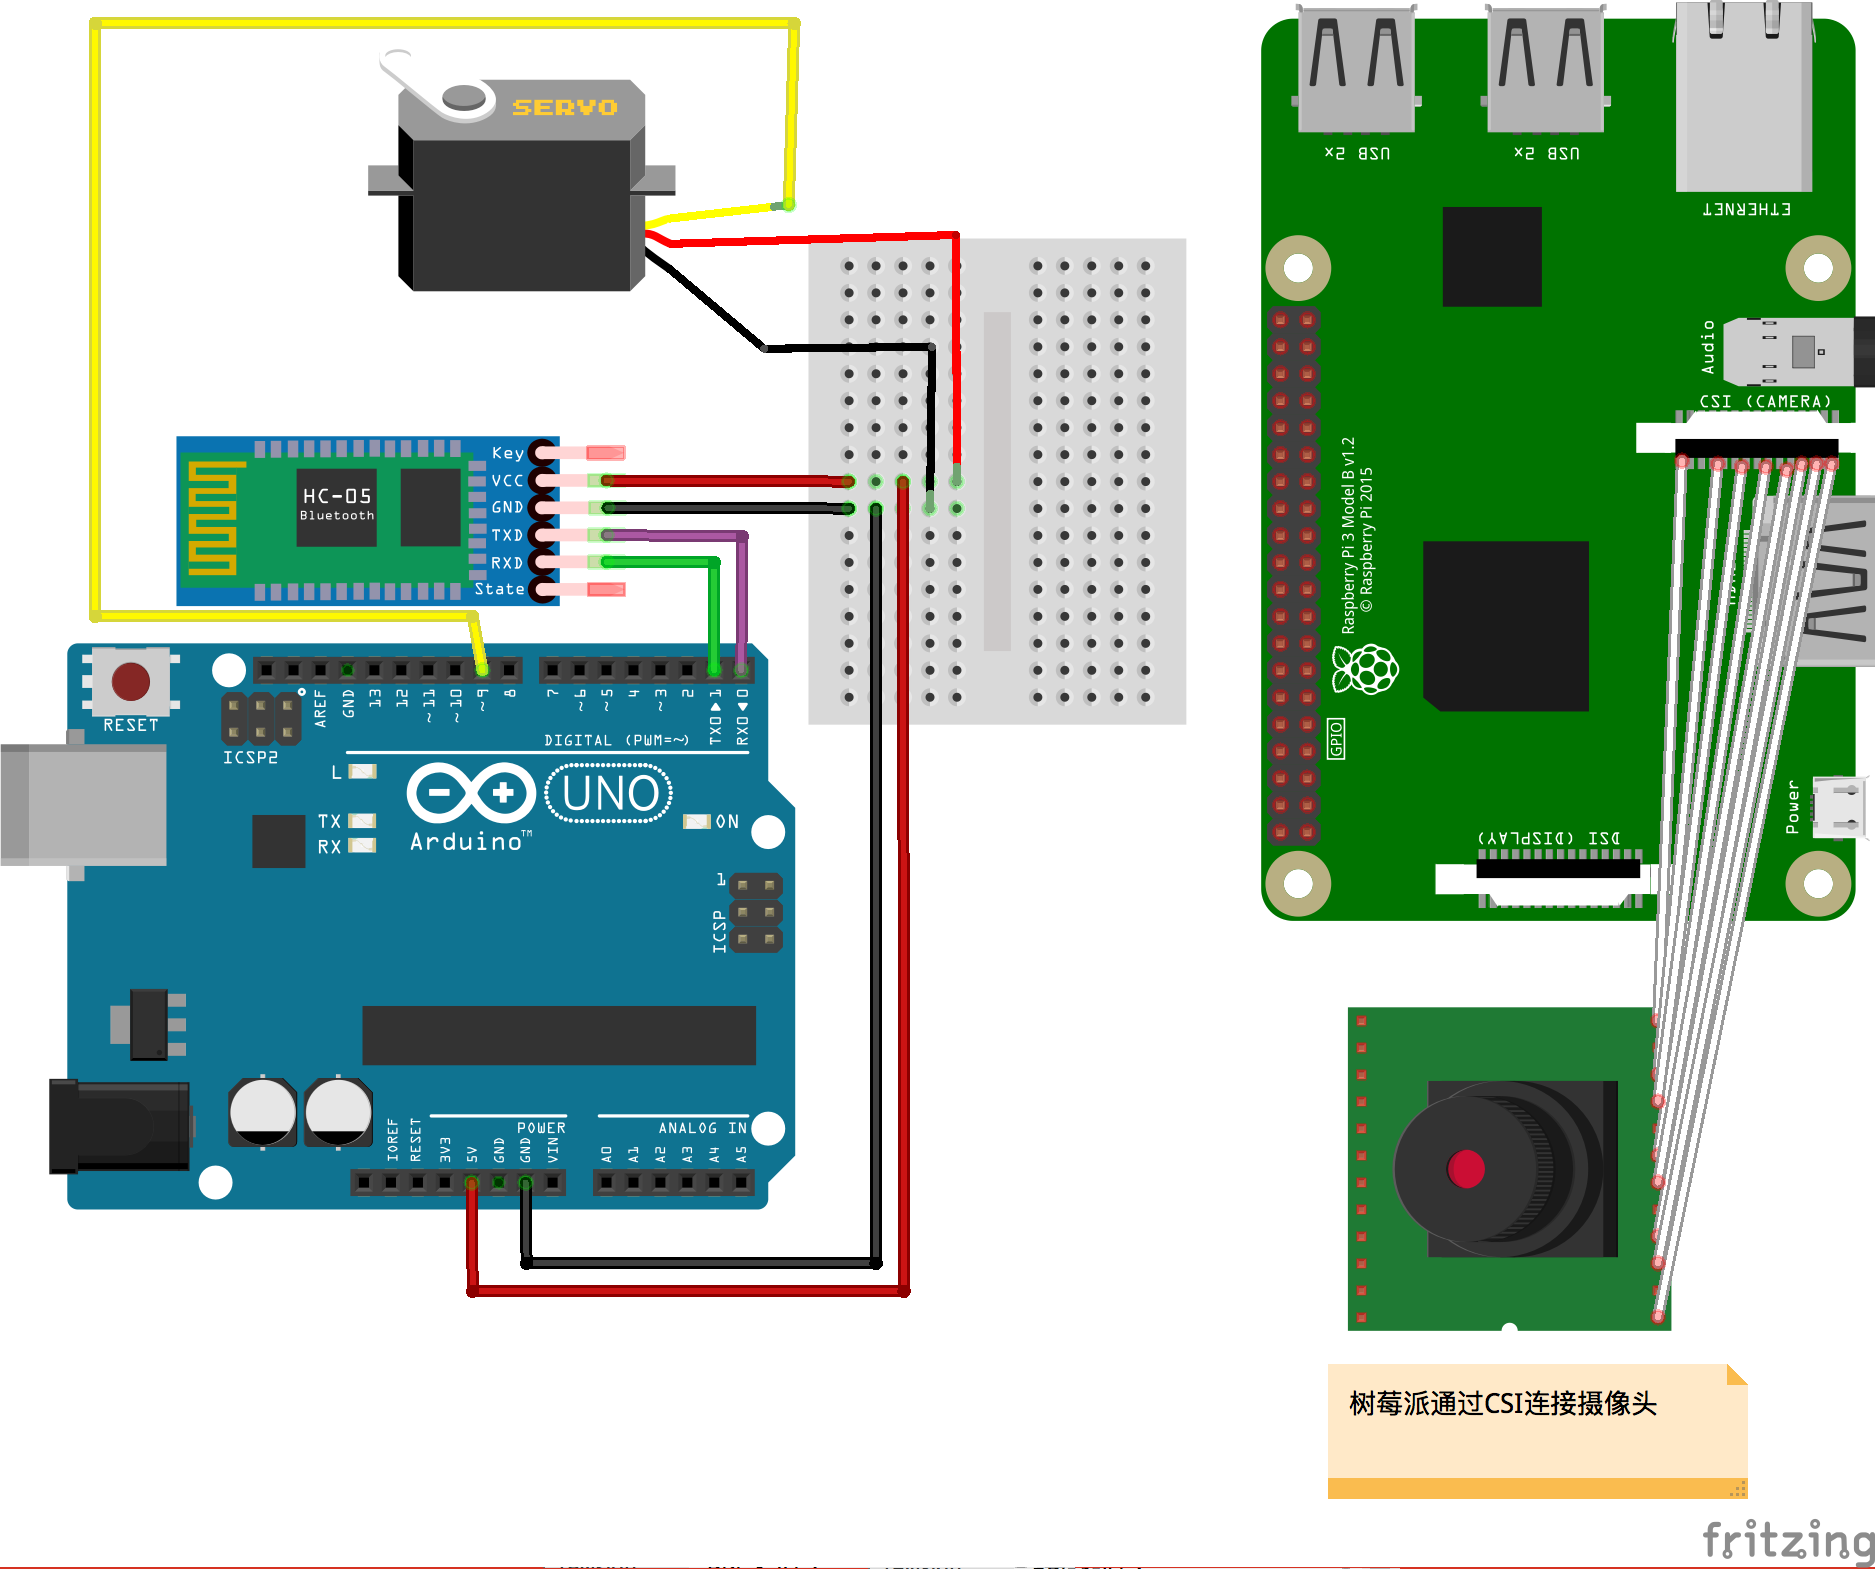 SERVO
HC-05
Bluetooth
Key
VCC
GND
TXD
RXD
State
RESET
ICSP2
AREF
GND
13
12
~11
~10
~9
8
7
~6
~5
4
~3
2
TX0▶1
RX0◀0
DIGITAL (PWM=~)
L
TX
RX
UNO
Arduino™
ON
1
ICSP
IOREF
RESET
3V3
5V
GND
GND
VIN
POWER
ANALOG IN
A0
A1
A2
A3
A4
A5
USB 2x
USB 2x
ETHERNET
Audio
CSI (CAMERA)
Raspberry Pi 3 Model B v1.2
© Raspberry Pi 2015
GPIO
Power
DSI (DISPLAY)
树莓派通过CSI连接摄像头
fritzing